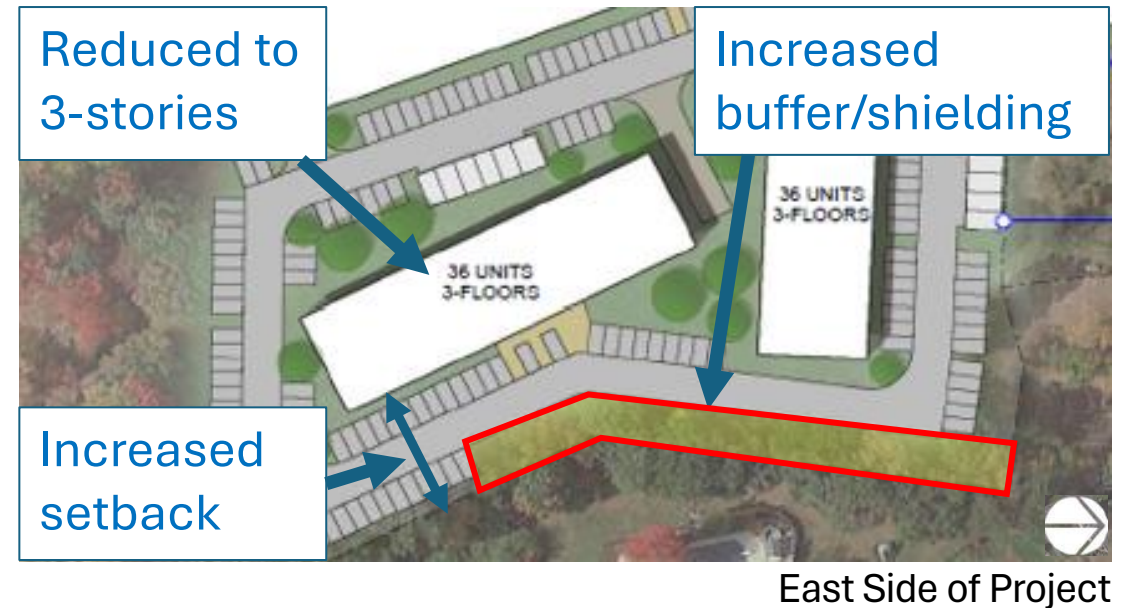 Reduced to
3-stories
Increased
buffer/shielding
36 UNITS
3-FLOORS
36 UNITS
3-FLOORS
Increased
setback
East Side of Project